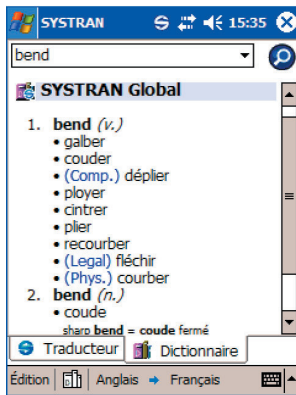 SYSTRAN 15:35
bend
SYSTRAN Global
1. bend (v.)
• galber
• couder
• (Comp.) déplier
• ployer
• cintrer
• plier
• recourber
• (Legal) fléchir
• (Phys.) courber
2. bend (n.)
• coude
sharp bend = coude fermé
Traducteur Dictionnaire
Édition Anglais → Français